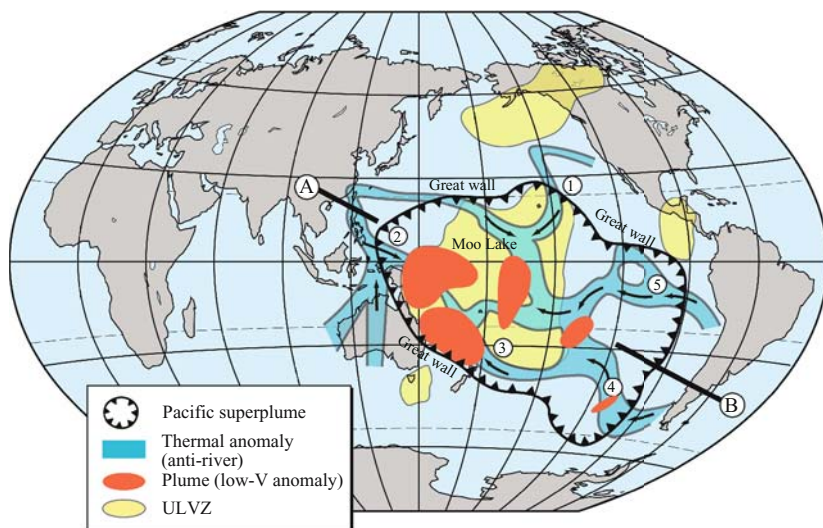 A
Great wall
1
Great wall
2
Moo Lake
5
3
Great wall
4
B
Pacific superplume
Thermal anomaly
(anti-river)
Plume (low-V anomaly)
ULVZ